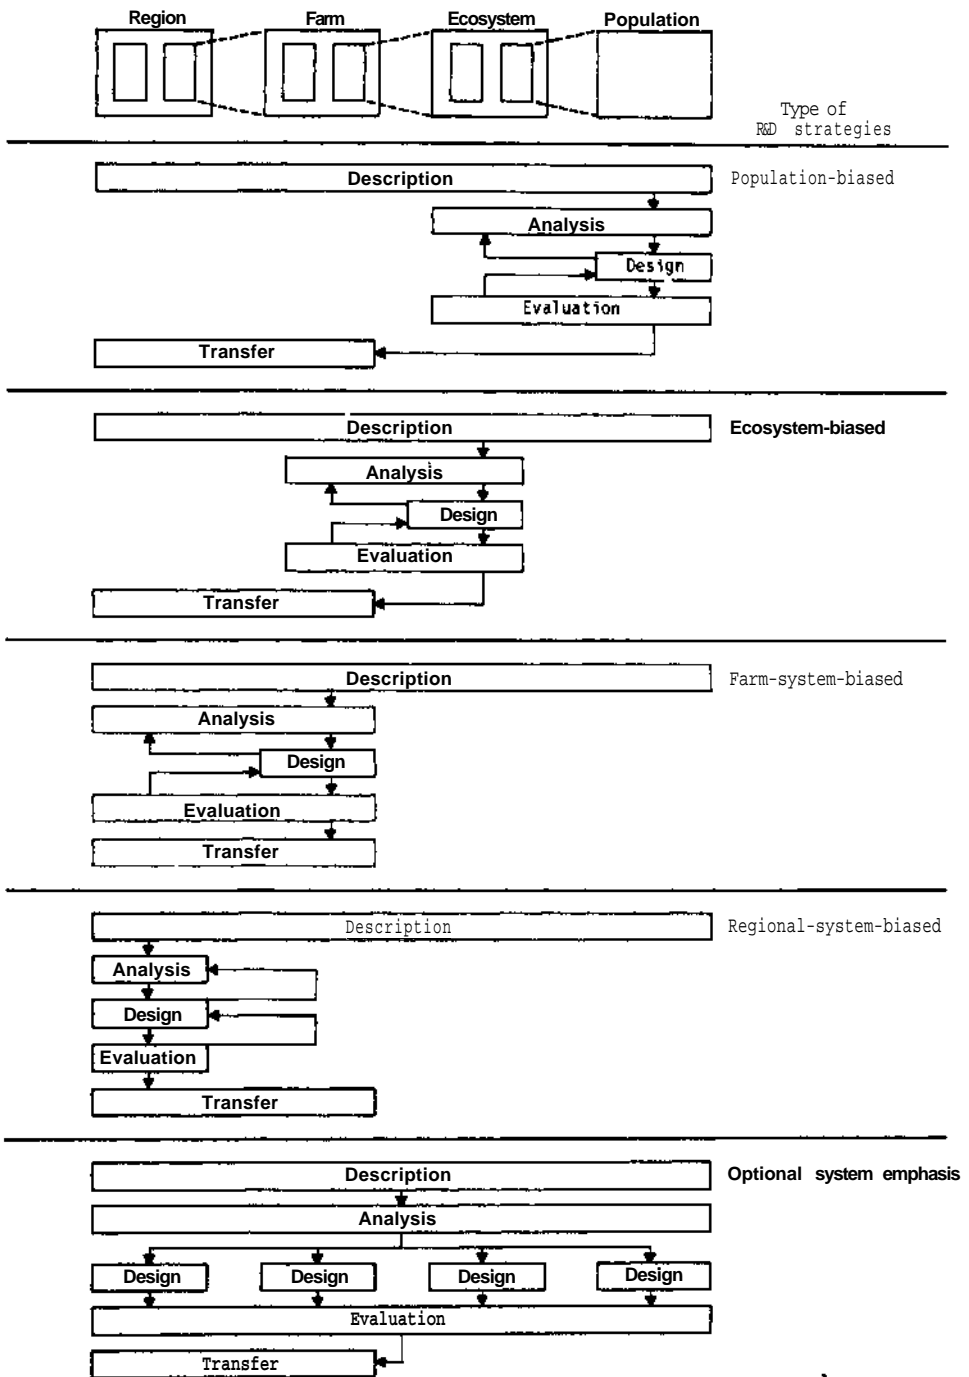 Region Farm Ecosystem Population
Type of
R&D strategies
Description Population-biased
Analysis
Design
Evaluation
Transfer
Description Ecosystem-biased
Analysis
Design
Evaluation
Transfer
Description Farm-system-biased
Analysis
Design
Evaluation
Transfer
Description Regional-system-biased
Analysis
Design
Evaluation
Transfer
Description Optional system emphasis
Analysis
Design Design Design Design
Evaluation
Transfer